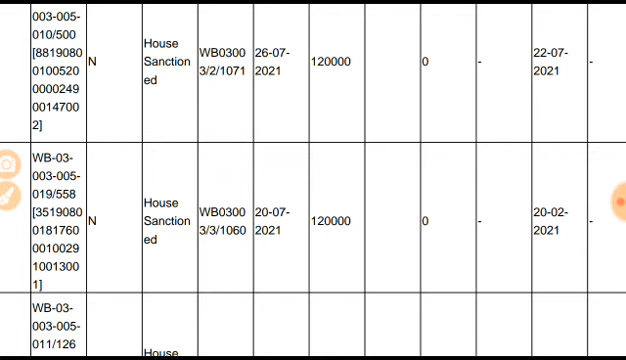 003-005-
010/500
[8819080
0100520
0000249
0014700
2]
N
House
Sanction
ed
WB0300
3/2/1071
26-07-
2021
120000
0
-
22-07-
2021
-
WB-03-
003-005-
019/558
[3519080
0181760
0010029
1001300
1]
N
House
Sanction
ed
WB0300
3/3/1060
20-07-
2021
120000
0
-
20-02-
2021
-
WB-03-
003-005-
011/126
House